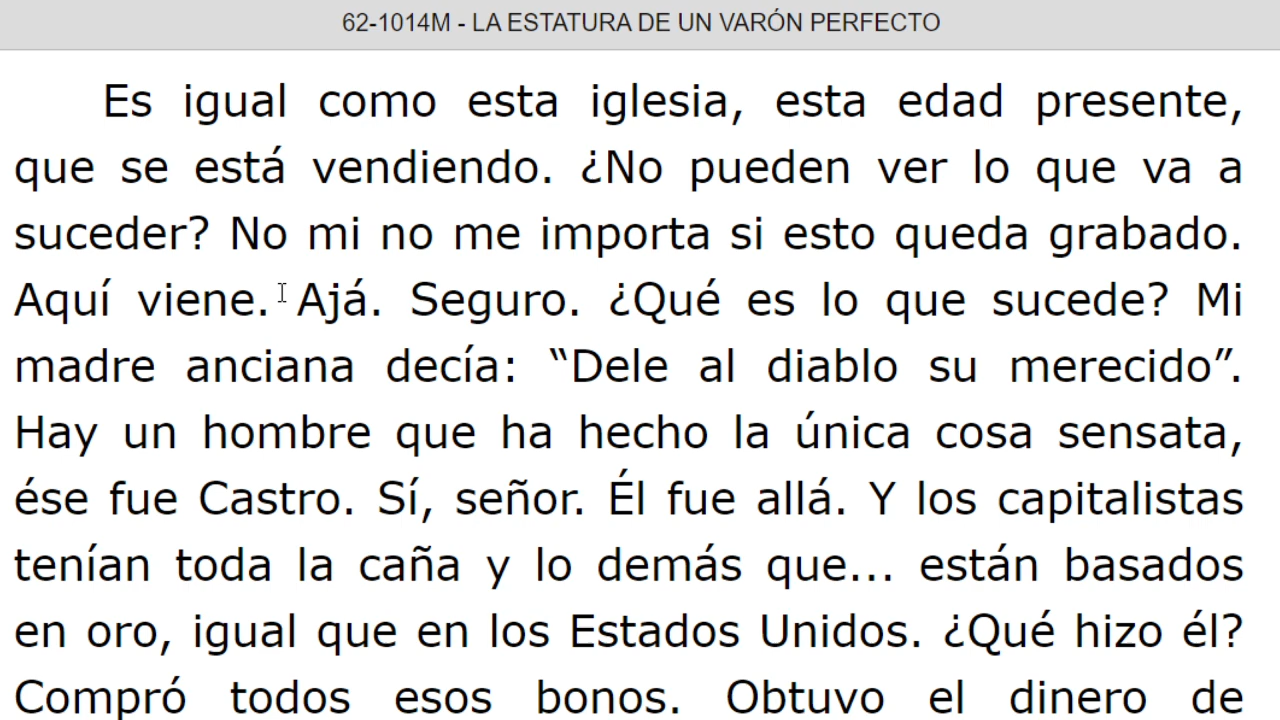 62-1014M - LA ESTATURA DE UN VARÓN PERFECTO
Es igual como esta iglesia, esta edad presente,
que se está vendiendo. ¿No pueden ver lo que va a
suceder? No mi no me importa si esto queda grabado.
Aquí viene. Ajá. Seguro. ¿Qué es lo que sucede? Mi
madre anciana decía: “Dele al diablo su merecido”.
Hay un hombre que ha hecho la única cosa sensata,
ése fue Castro. Sí, señor. Él fue allá. Y los capitalistas
tenían toda la caña y lo demás que... están basados
en oro, igual que en los Estados Unidos. ¿Qué hizo él?
Compró todos esos bonos. Obtuvo el dinero de